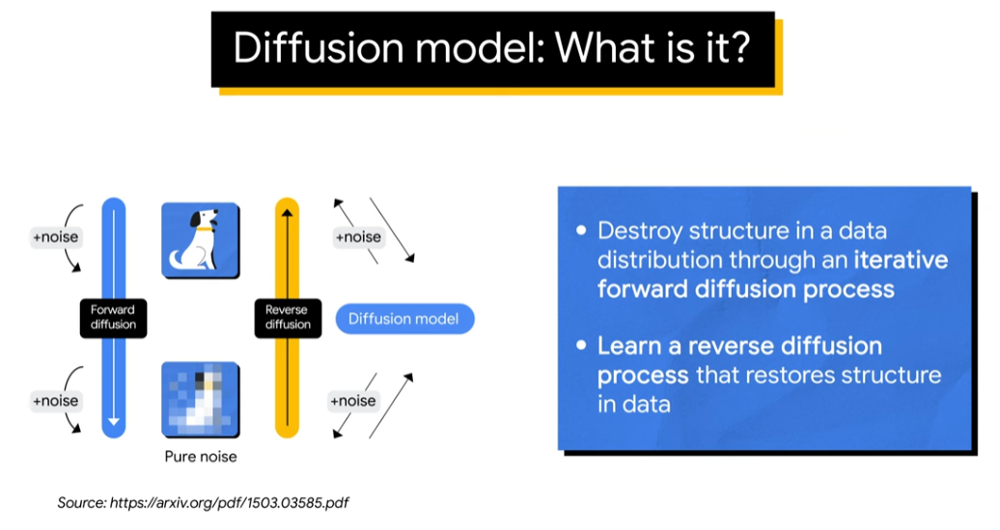 Diffusion model: What is it?
+noise
+noise
Forward
diffusion
Reverse
diffusion
Diffusion model
+noise
+noise
Pure noise
Source: https://arxiv.org/pdf/1503.03585.pdf
• Destroy structure in a data
distribution through an iterative
forward diffusion process
• Learn a reverse diffusion
process that restores structure
in data